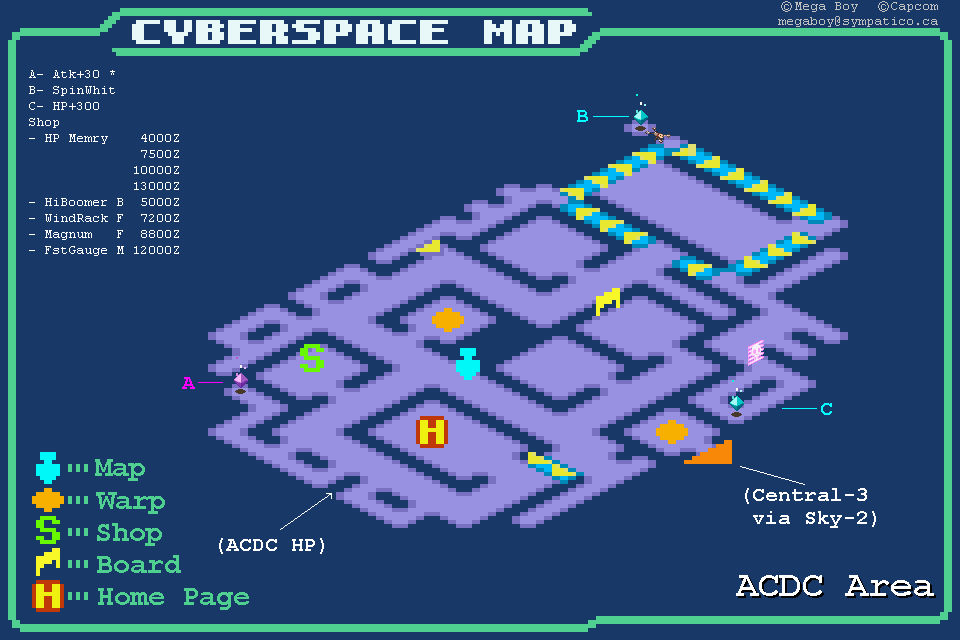 ©Mega Boy ©Capcom
megaboy@sympatico.ca
CYBERSPACE MAP
A- Atk+30 *
B- SpinWhit
C- HP+300
Shop
- HP Memry 4000Z
7500Z
10000Z
13000Z
- HiBoomer B 5000Z
- WindRack F 7200Z
- Magnum F 8800Z
- FstGauge M 12000Z
B
S
A
C
H
Map
Warp
S Shop
Board
H Home Page
(ACDC HP)
(Central-3
via Sky-2)
ACDC Area